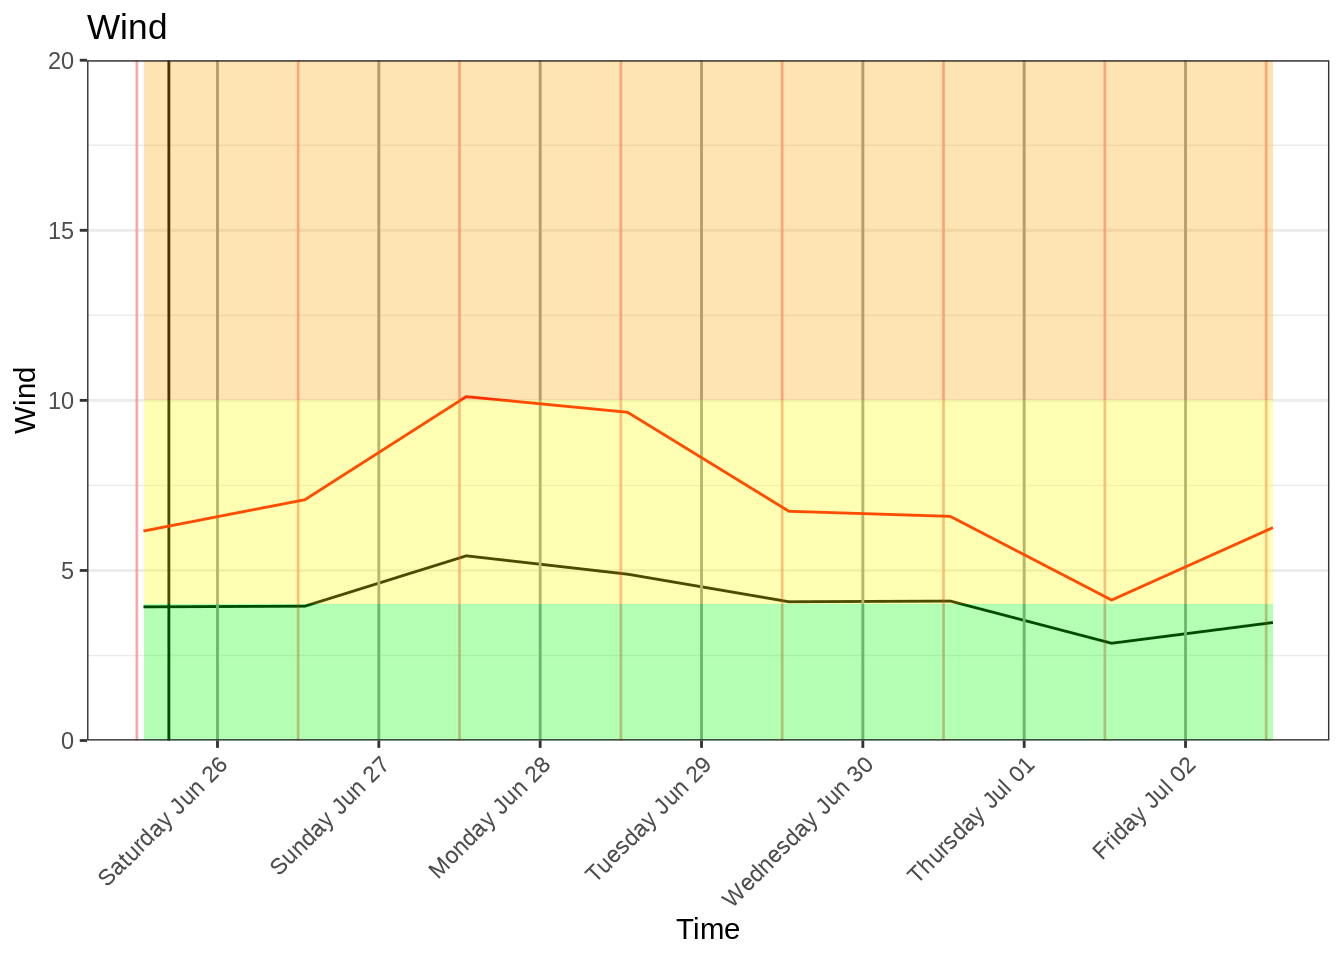 Wind
20
15
10
5
0
Wind
Saturday Jun 26
Sunday Jun 27
Monday Jun 28
Tuesday Jun 29
Wednesday Jun 30
Thursday Jul 01
Friday Jul 02
Time